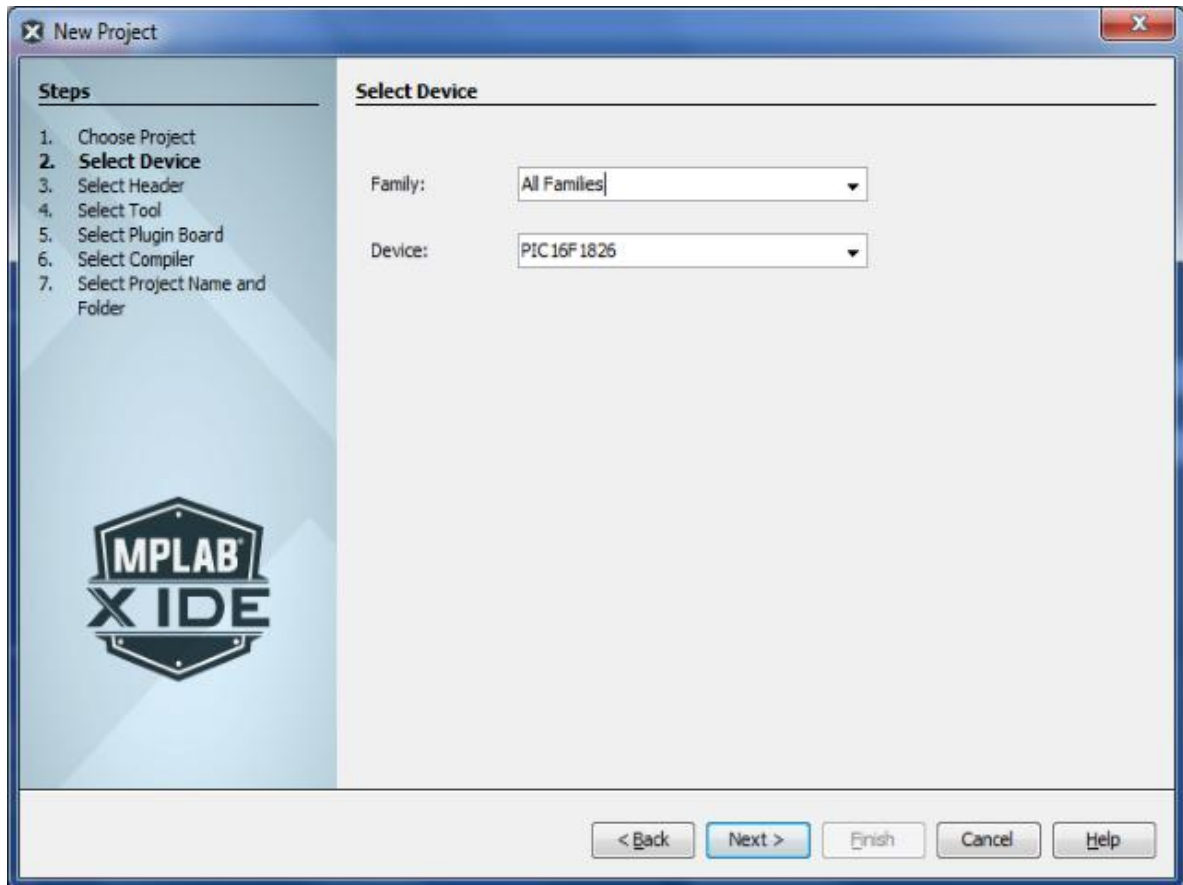 New Project
Steps
1. Choose Project
2. Select Device
3. Select Header
4. Select Tool
5. Select Plugin Board
6. Select Compiler
7. Select Project Name and
Folder
MPLAB®
X IDE
Select Device
Family: All Families
Device: PIC16F1826
< Back Next > Finish Cancel Help